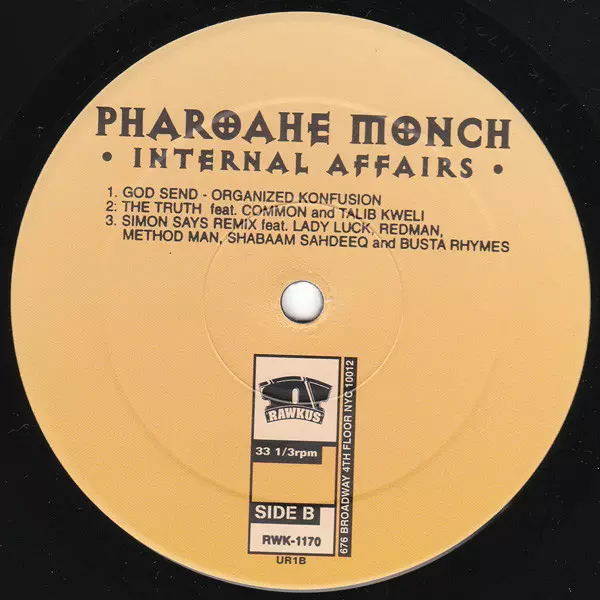 PHAROAHE MONCH
• INTERNAL AFFAIRS •
1. GOD SEND - ORGANIZED KONFUSION
2: THE TRUTH feat. COMMON and TALIB KWELI
3: SIMON SAYS REMIX feat. LADY LUCK, REDMAN,
METHOD MAN, SHABAAM SAHDEEQ and BUSTA RHYMES
RAWKUS
33 1/3rpm
SIDE B
RWK-1170
676 BROADWAY 4TH FLOOR NYC 10012
UR1B